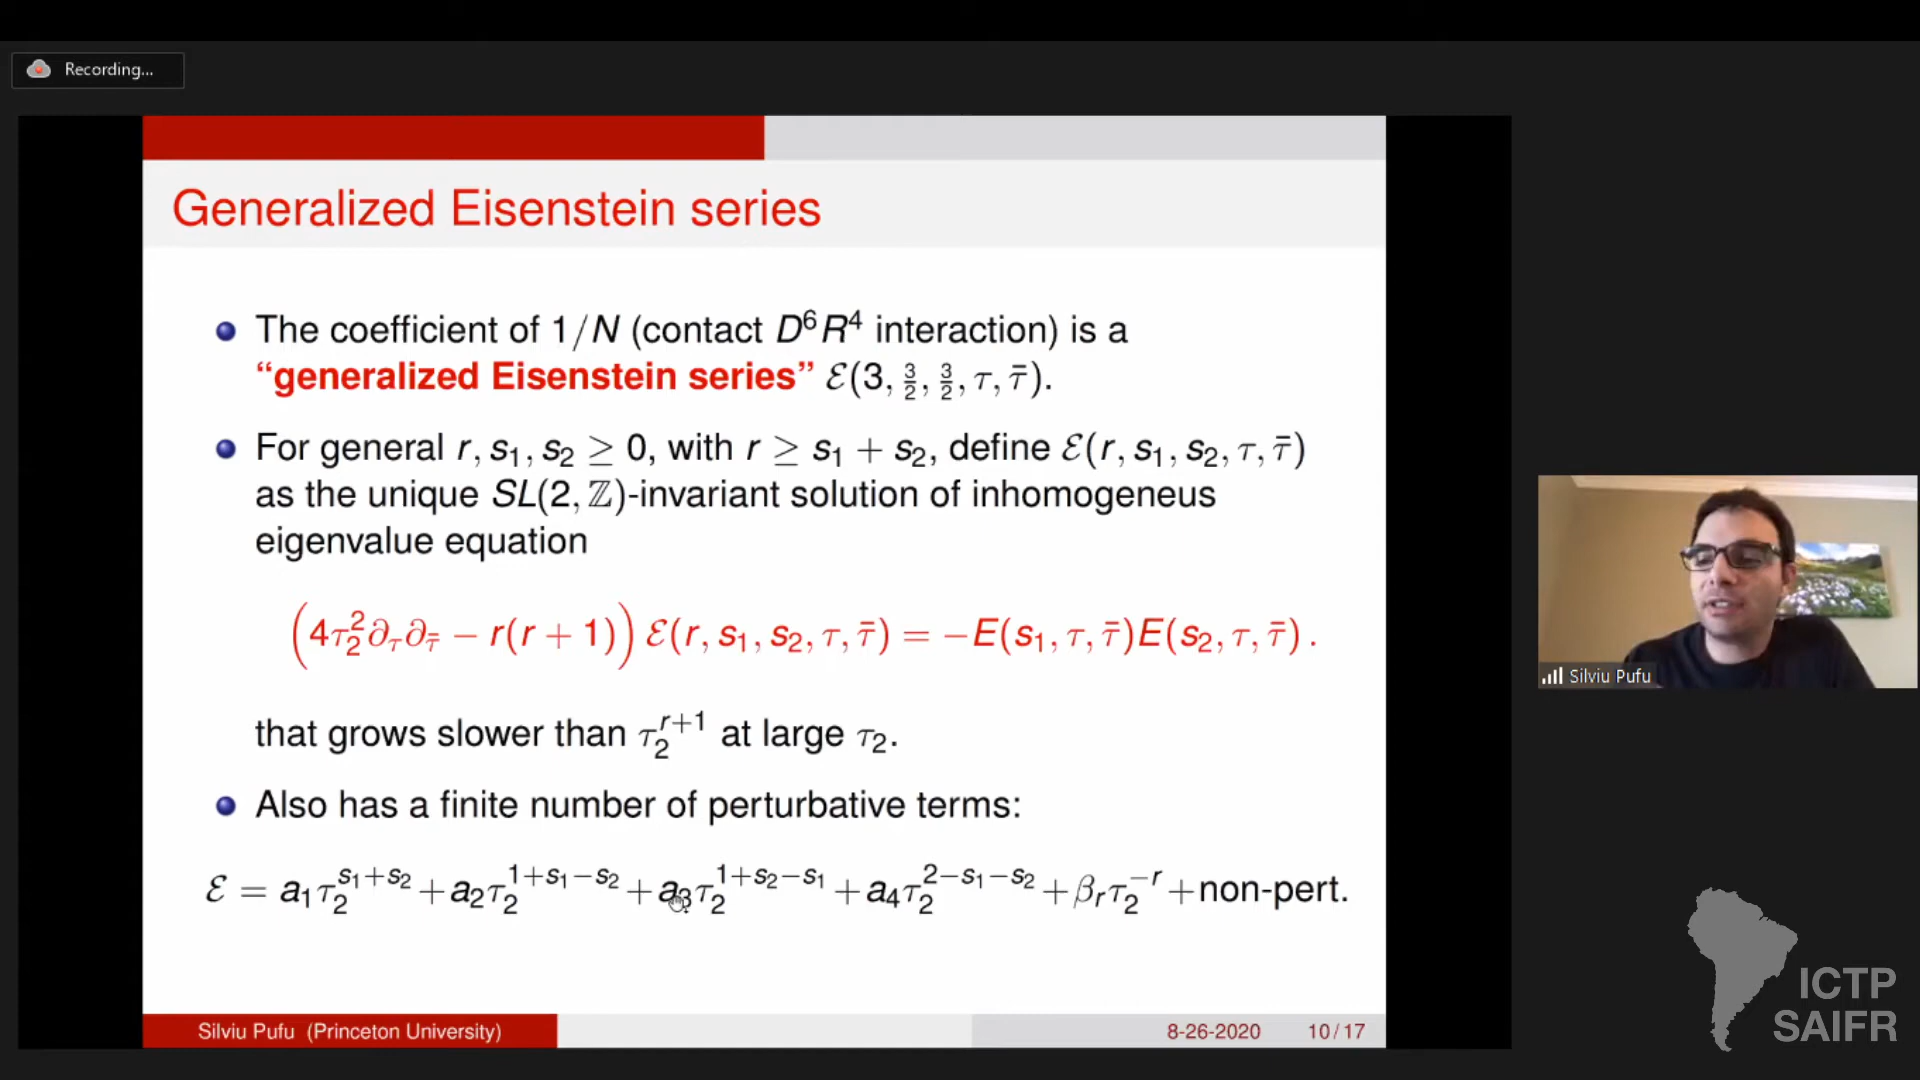 Recording...
Generalized Eisenstein series
The coefficient of 1/N (contact D⁶R⁴ interaction) is a
“generalized Eisenstein series” ℰ(3, 3/2, 3/2, τ, τ̄).
For general r, s₁, s₂ ≥ 0, with r ≥ s₁ + s₂, define ℰ(r, s₁, s₂, τ, τ̄)
as the unique SL(2, ℤ)-invariant solution of inhomogeneus
eigenvalue equation
(4τ₂²∂_τ∂_τ̄ − r(r + 1)) ℰ(r, s₁, s₂, τ, τ̄) = −E(s₁, τ, τ̄)E(s₂, τ, τ̄) .
that grows slower than τ₂^{r+1} at large τ₂.
Also has a finite number of perturbative terms:
ℰ = a₁τ₂^{s₁+s₂} + a₂τ₂^{1+s₁−s₂} + a₃τ₂^{1+s₂−s₁} + a₄τ₂^{2−s₁−s₂} + β_rτ₂^{−r} + non-pert.
Silviu Pufu (Princeton University)
8-26-2020
10/17
Silviu Pufu
ICTP
SAIFR